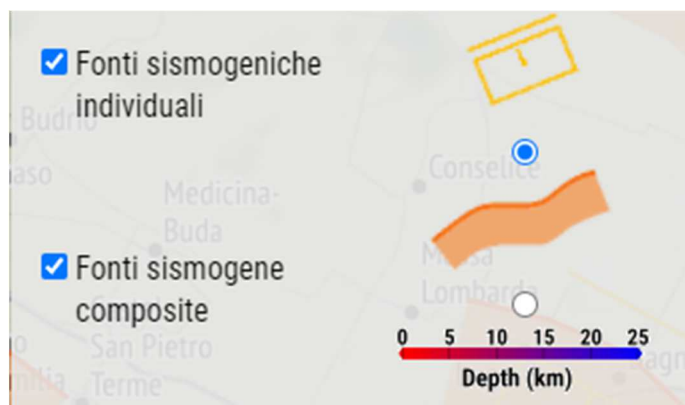 Fonti sismogeniche
individuali
Budrio
Conselice
Medicina-
Buda
Fonti sismogene
composite
Massa
Lombarda
San Pietro
Terme
0 5 10 15 20 25
Depth (km)